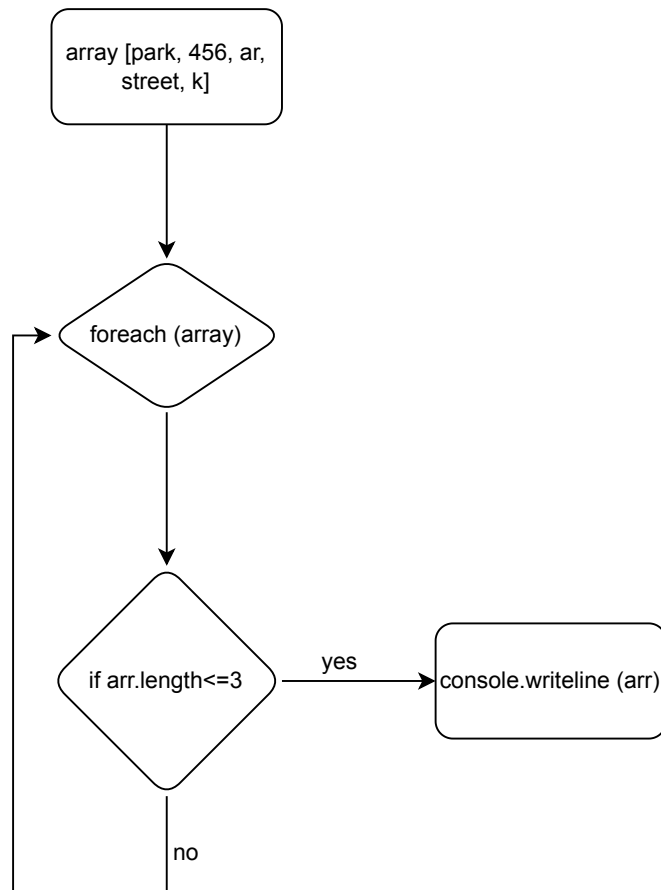 array [park, 456, ar,
street, k]
foreach (array)
if arr.length<=3
yes
console.writeline (arr)
no